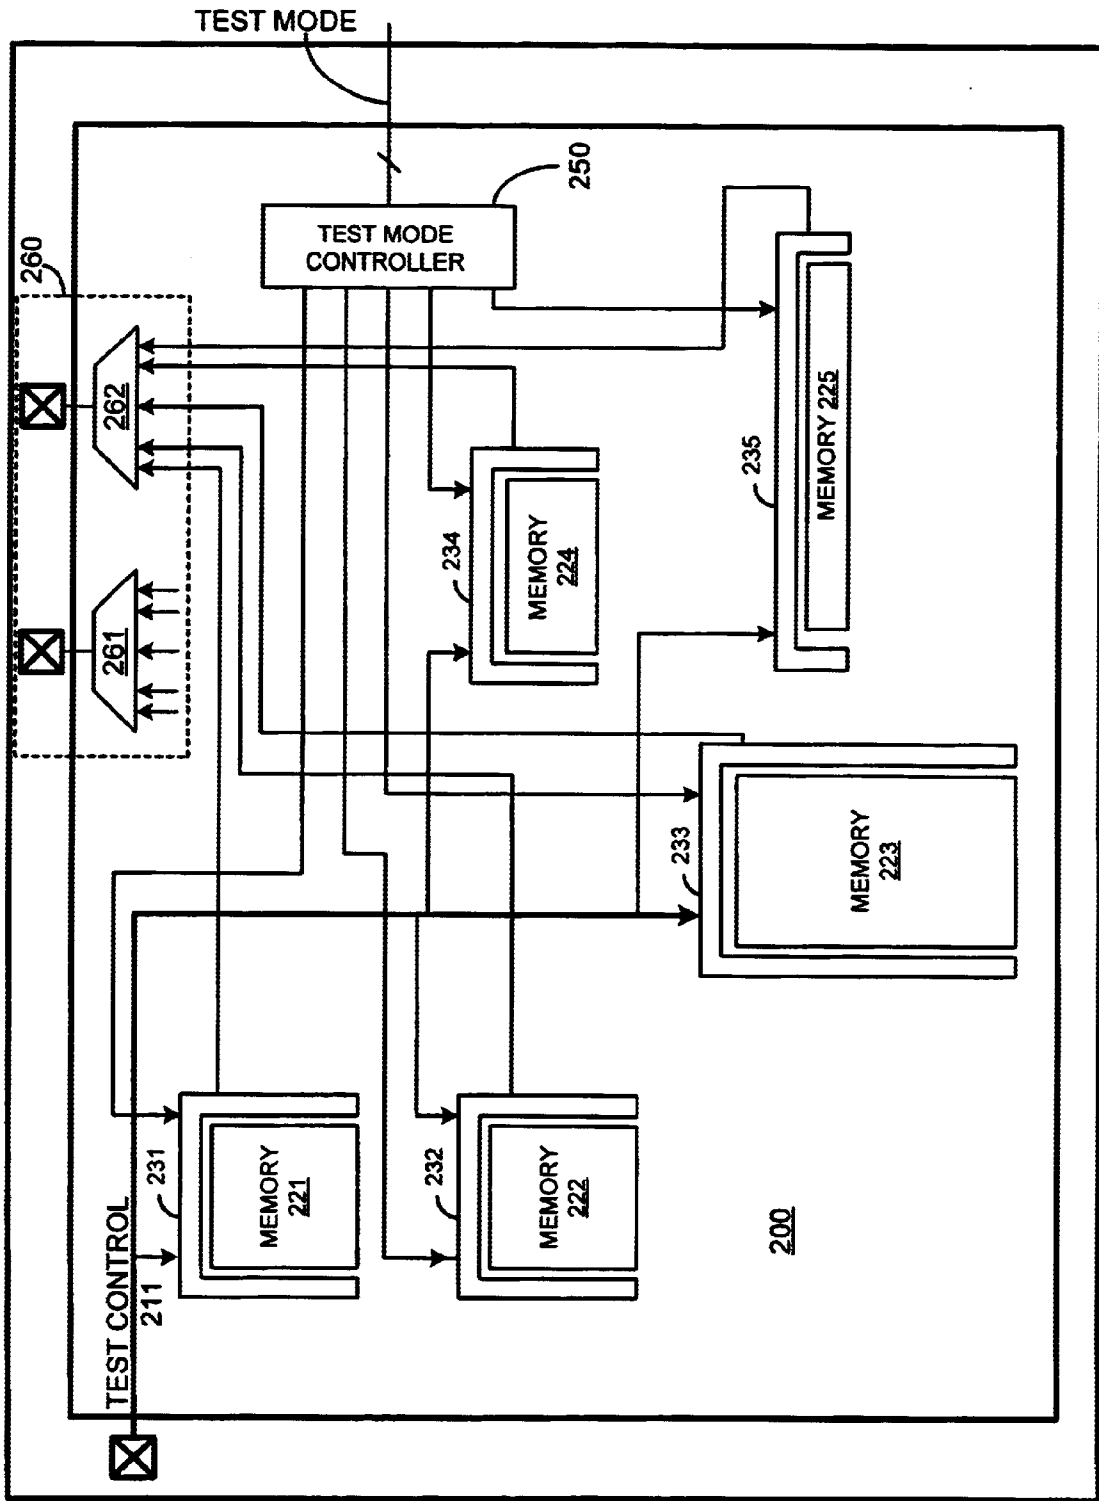 TEST MODE
260
250
TEST MODE
CONTROLLER
262
261
234
MEMORY
224
235
MEMORY 225
233
MEMORY
223
TEST CONTROL
211
231
MEMORY
221
232
MEMORY
222
200